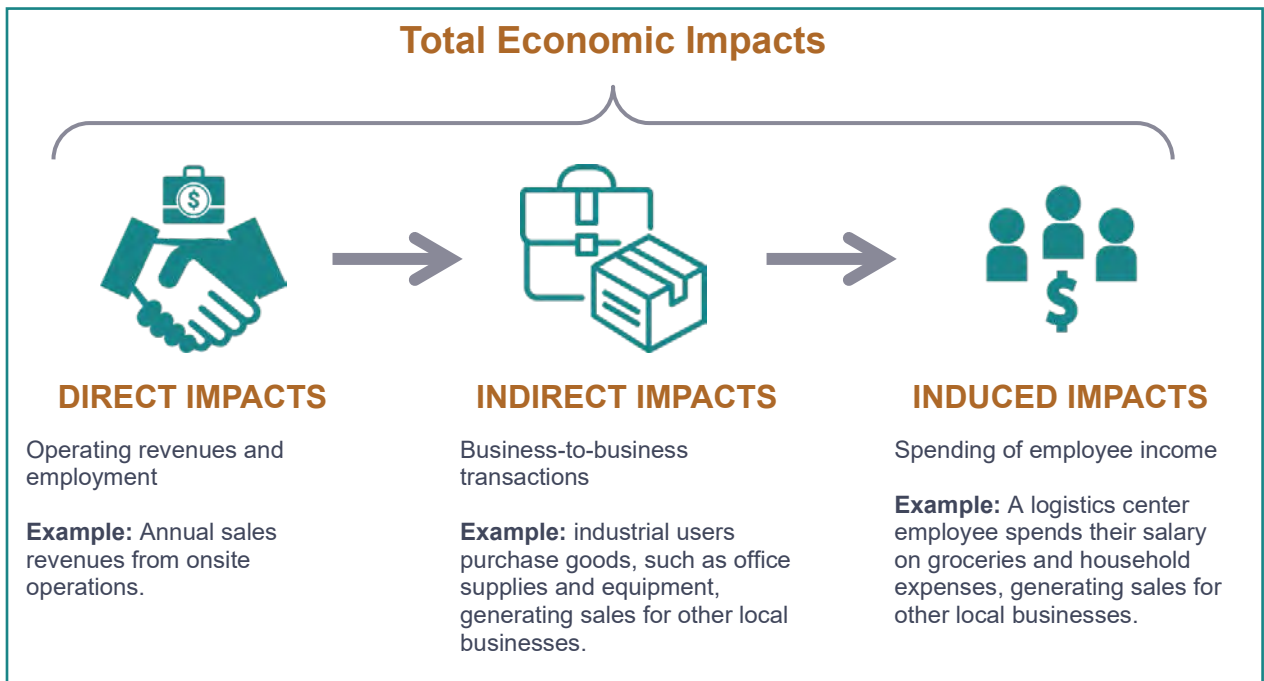 Total Economic Impacts
$
$
DIRECT IMPACTS
Operating revenues and
employment
Example: Annual sales
revenues from onsite
operations.
INDIRECT IMPACTS
Business-to-business
transactions
Example: industrial users
purchase goods, such as office
supplies and equipment,
generating sales for other local
businesses.
INDUCED IMPACTS
Spending of employee income
Example: A logistics center
employee spends their salary
on groceries and household
expenses, generating sales for
other local businesses.